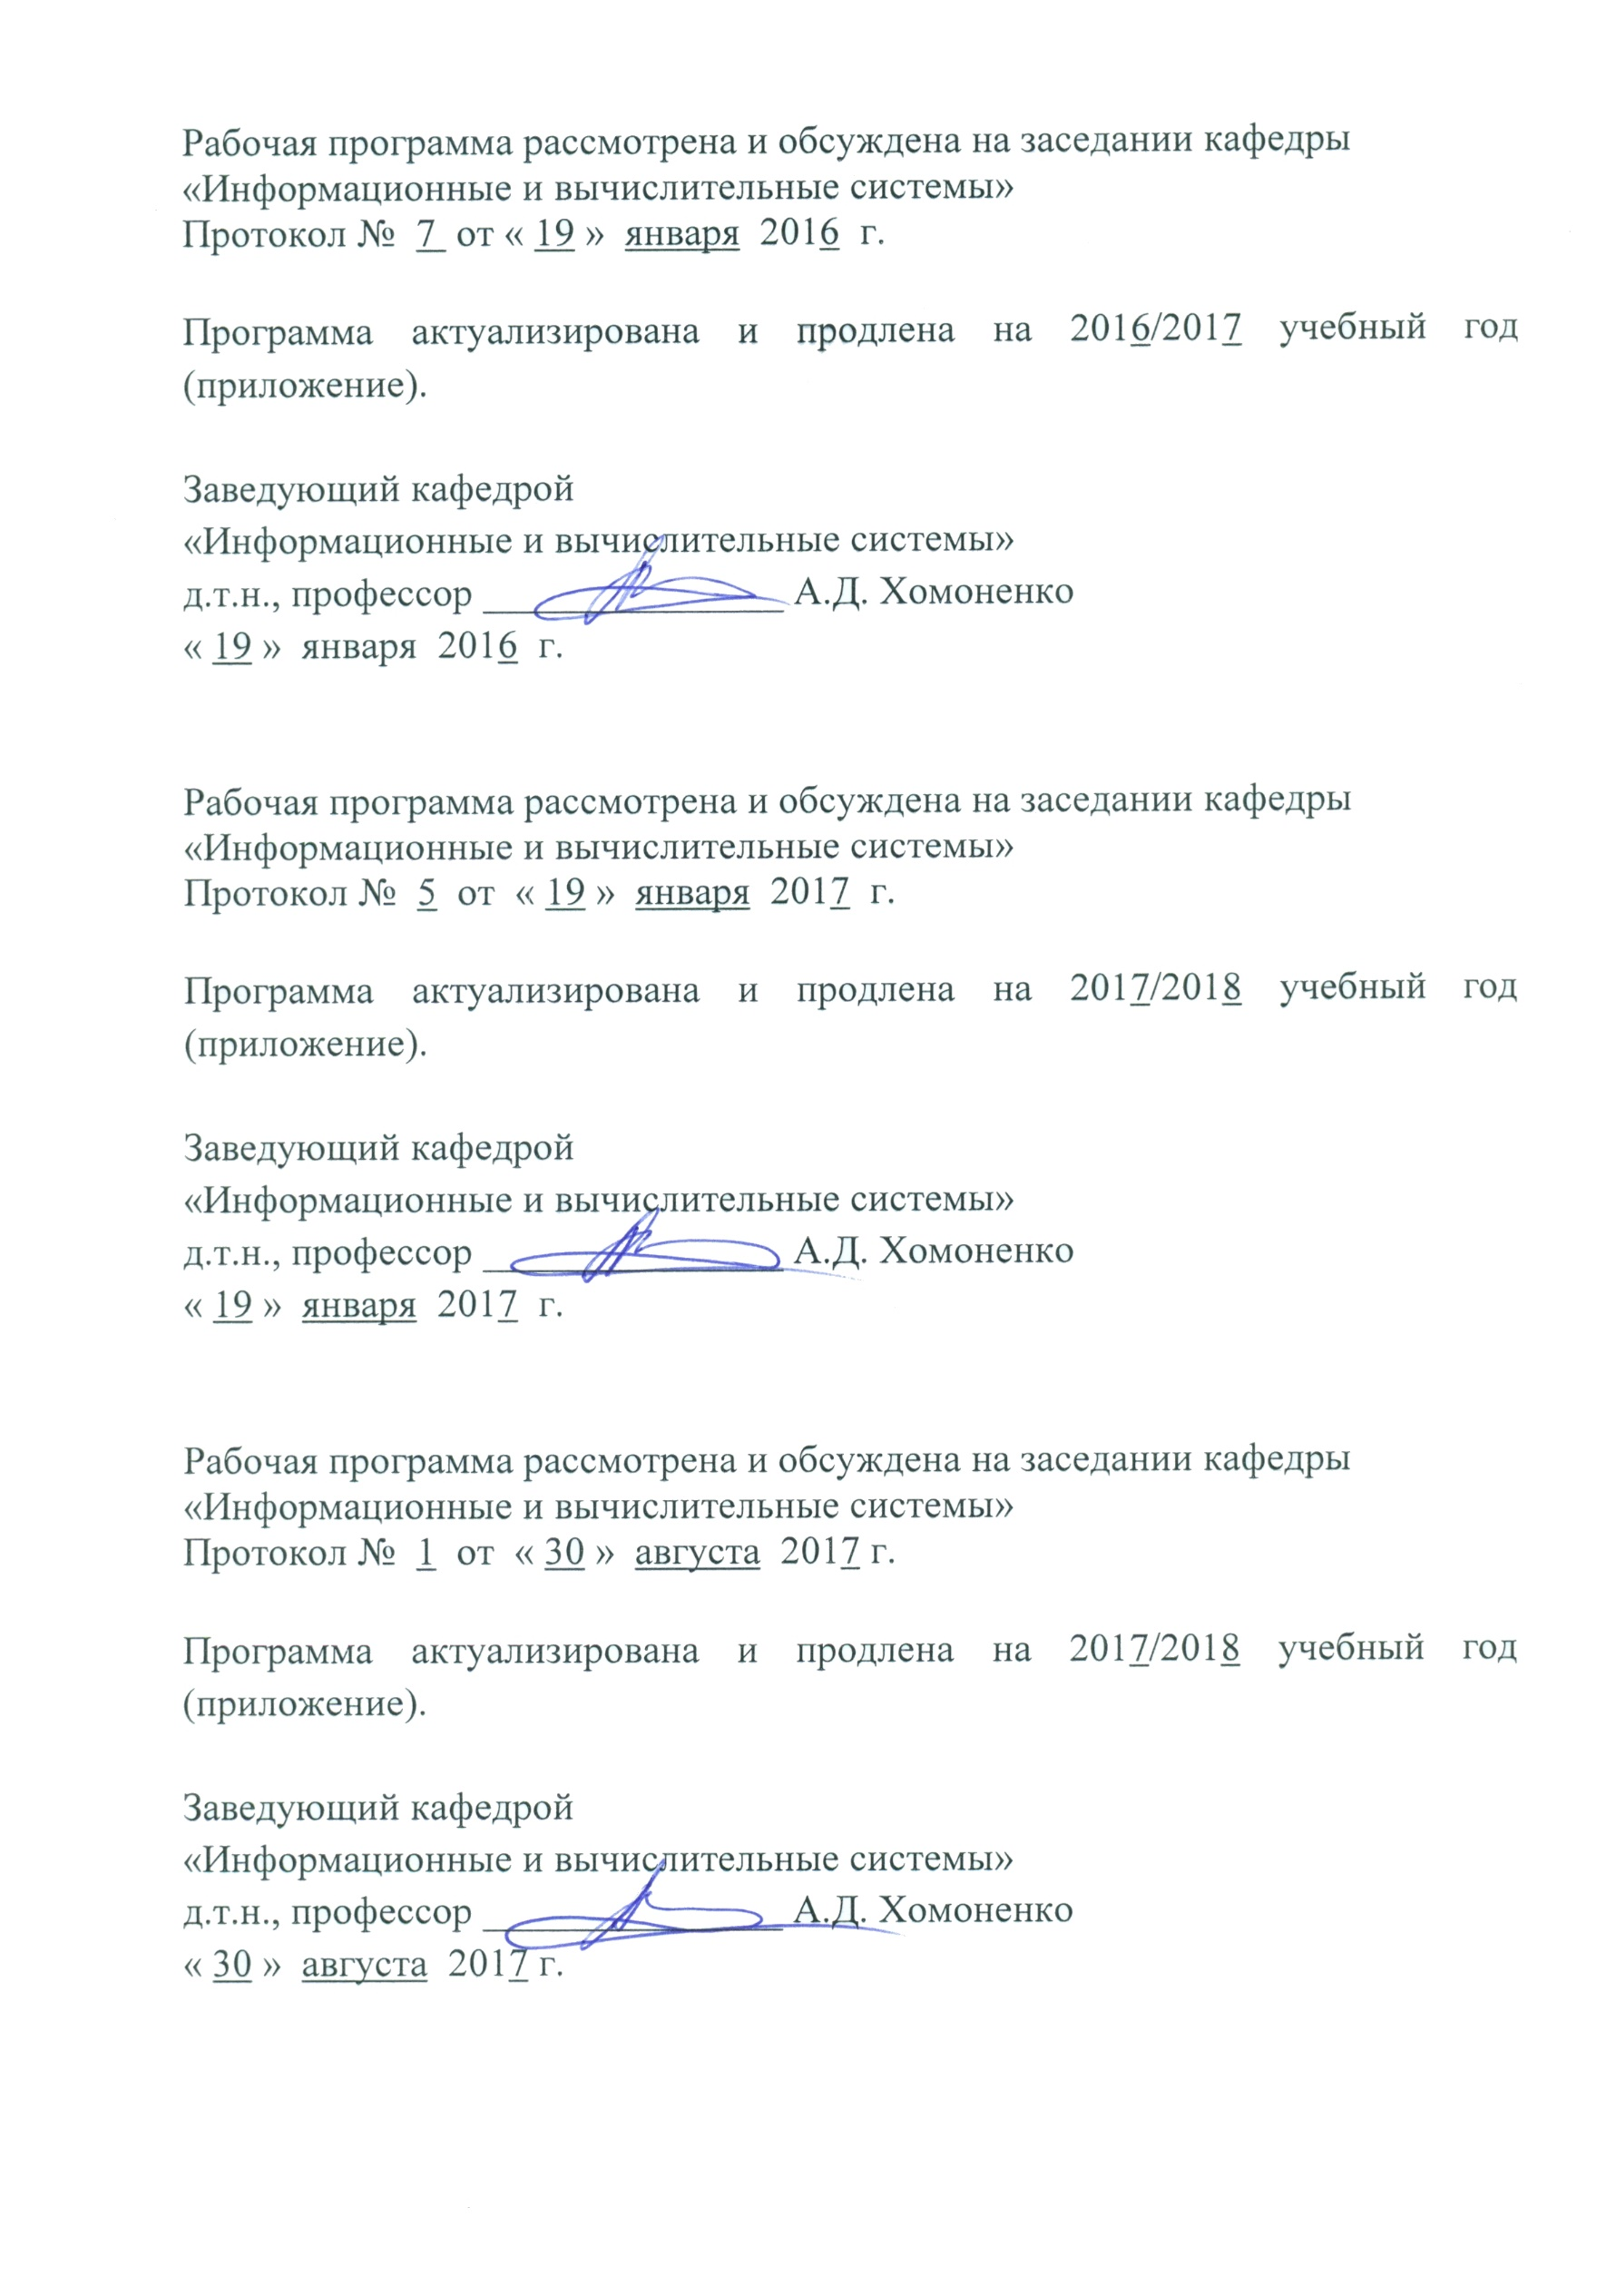 Рабочая программа рассмотрена и обсуждена на заседании кафедры
«Информационные и вычислительные системы»
Протокол № 7 от « 19 » января 2016 г.
Программа актуализирована и продлена на 2016/2017 учебный год
(приложение).
Заведующий кафедрой
«Информационные и вычислительные системы»
д.т.н., профессор ________________ А.Д. Хомоненко
« 19 » января 2016 г.
Рабочая программа рассмотрена и обсуждена на заседании кафедры
«Информационные и вычислительные системы»
Протокол № 5 от « 19 » января 2017 г.
Программа актуализирована и продлена на 2017/2018 учебный год
(приложение).
Заведующий кафедрой
«Информационные и вычислительные системы»
д.т.н., профессор ________________ А.Д. Хомоненко
« 19 » января 2017 г.
Рабочая программа рассмотрена и обсуждена на заседании кафедры
«Информационные и вычислительные системы»
Протокол № 1 от « 30 » августа 2017 г.
Программа актуализирована и продлена на 2017/2018 учебный год
(приложение).
Заведующий кафедрой
«Информационные и вычислительные системы»
д.т.н., профессор ________________ А.Д. Хомоненко
« 30 » августа 2017 г.